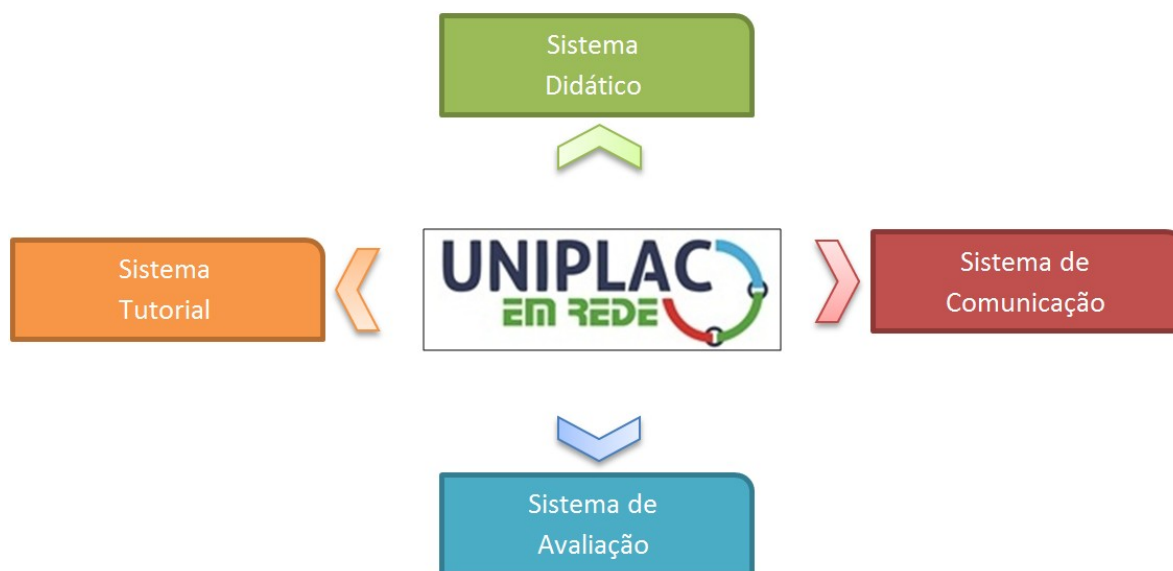 Sistema
Didático
Sistema
Tutorial
UNIPLAC
EM REDE
Sistema de
Comunicação
Sistema de
Avaliação